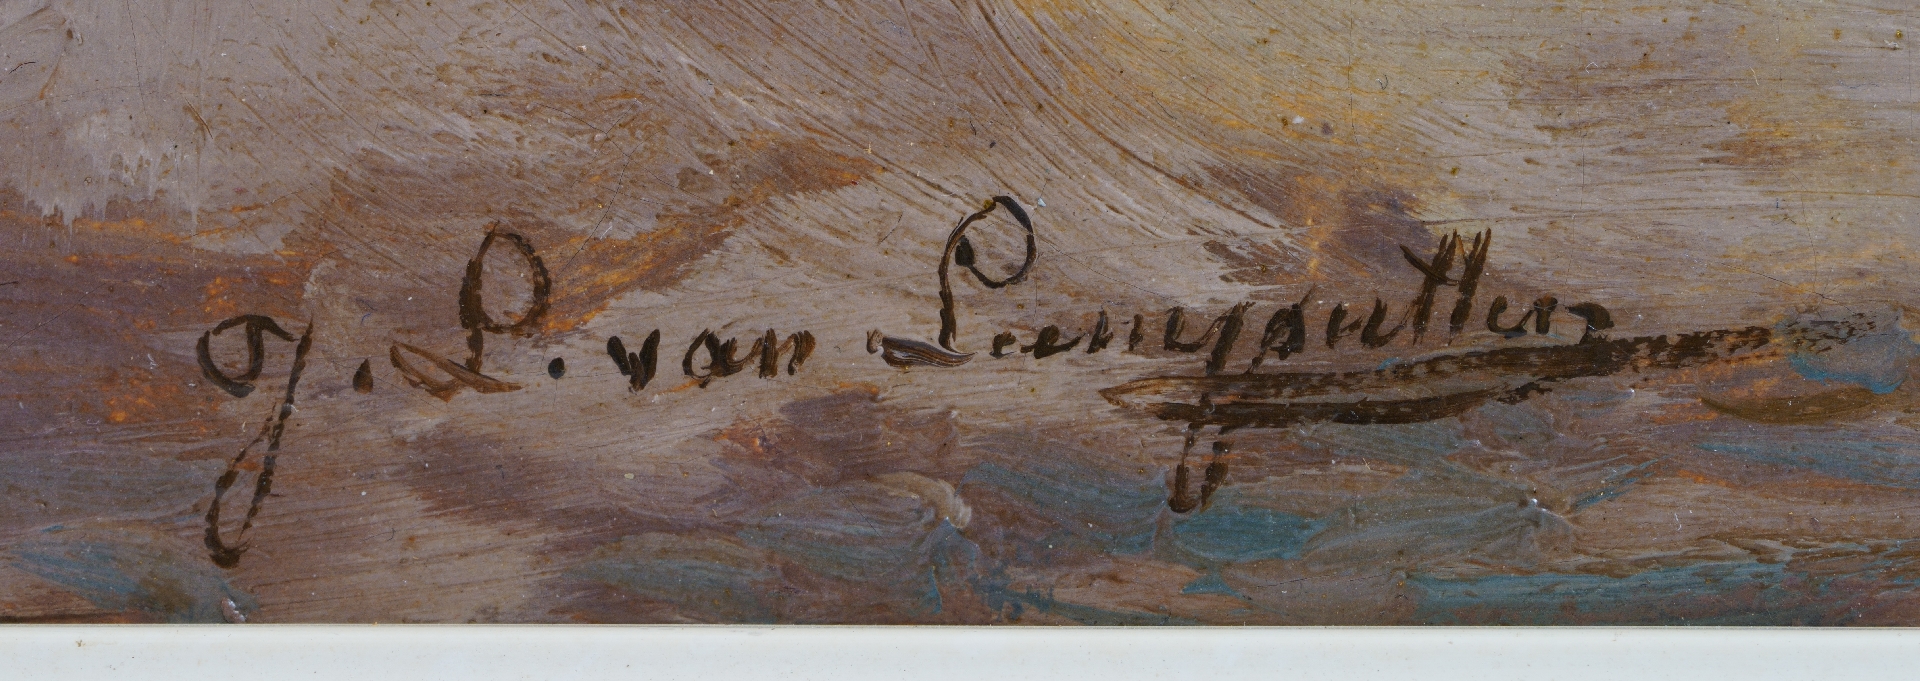 J. L. van Leemputten